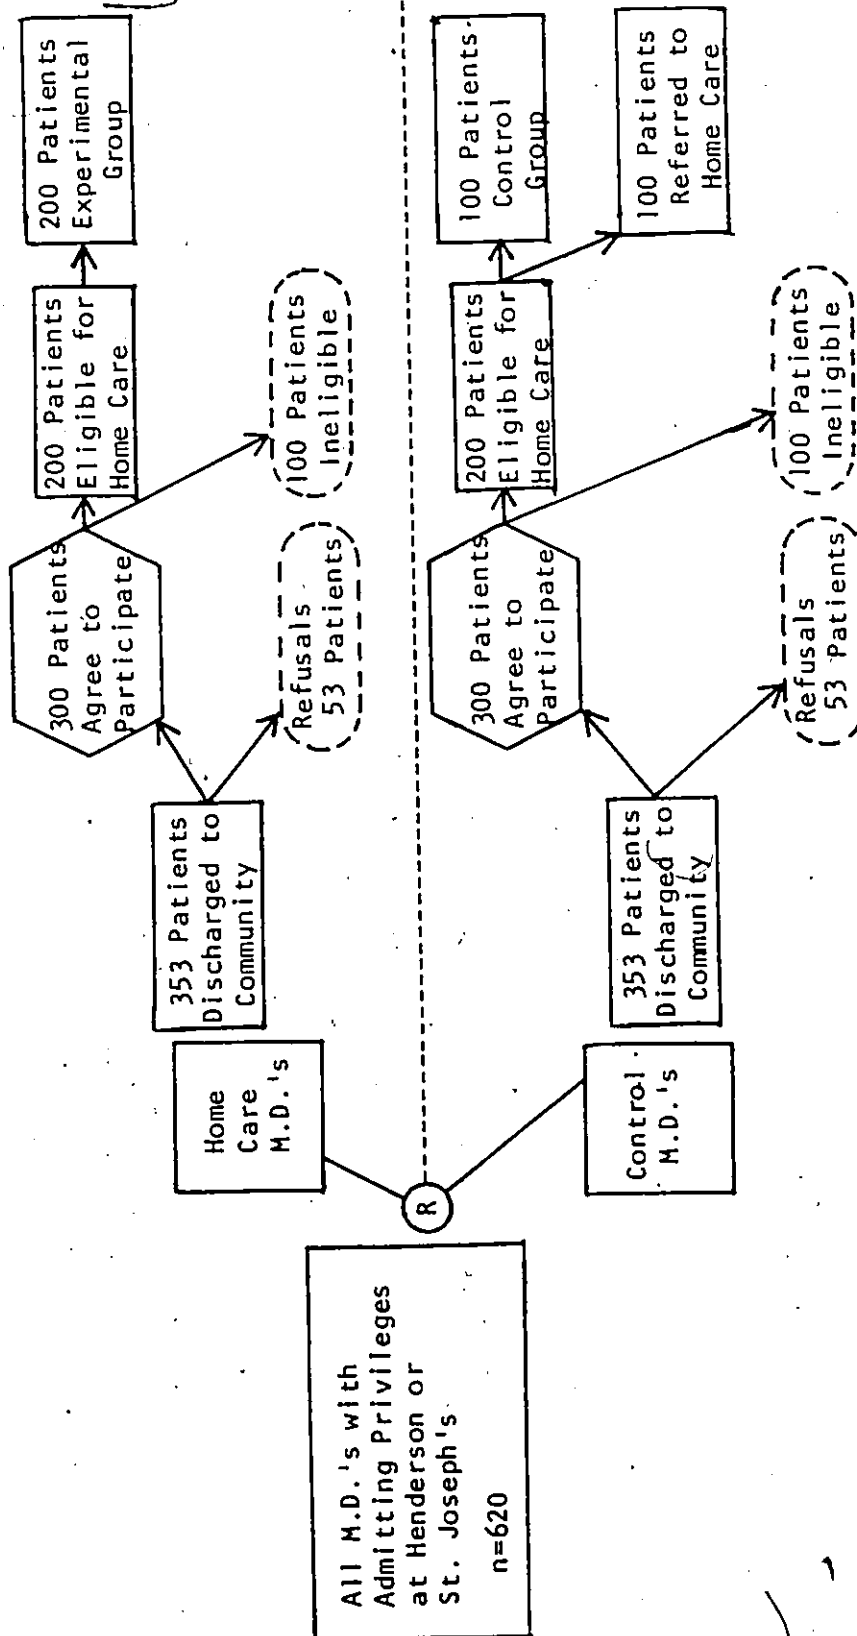 All M.D.'s with
Admitting Privileges
at Henderson or
St. Joseph's
n=620
R
Home
Care
M.D.'s
353 Patients
Discharged to
Community
300 Patients
Agree to
Participate
Refusals
53 Patients
200 Patients
Eligible for
Home Care
100 Patients
Ineligible
200 Patients
Experimental
Group
Control
M.D.'s
353 Patients
Discharged to
Community
300 Patients
Agree to
Participate
Refusals
53 Patients
200 Patients
Eligible for
Home Care
100 Patients
Ineligible
100 Patients
Control
Group
100 Patients
Referred to
Home Care